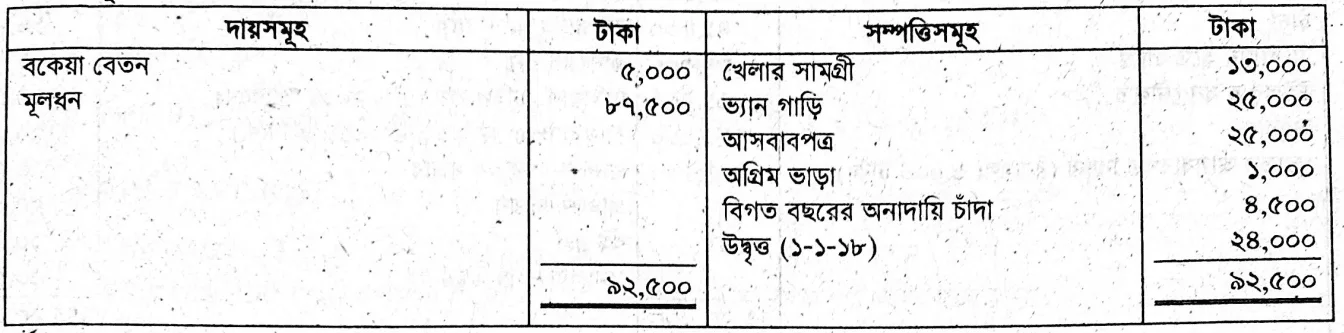 দায়সমূহ টাকা সম্পত্তিসমূহ টাকা
বকেয়া বেতন ৫,০০০ খেলার সামগ্রী ১৩,০০০
মূলধন ৮৭,৫০০ ভ্যান গাড়ি ২৫,০০০
আসবাবপত্র ২৫,০০০
অগ্রিম ভাড়া ১,০০০
বিগত বছরের অনাদায়ি চাঁদা ৪,৫০০
উদ্বৃত্ত (১-১-১৮) ২৪,০০০
৯২,৫০০ ৯২,৫০০